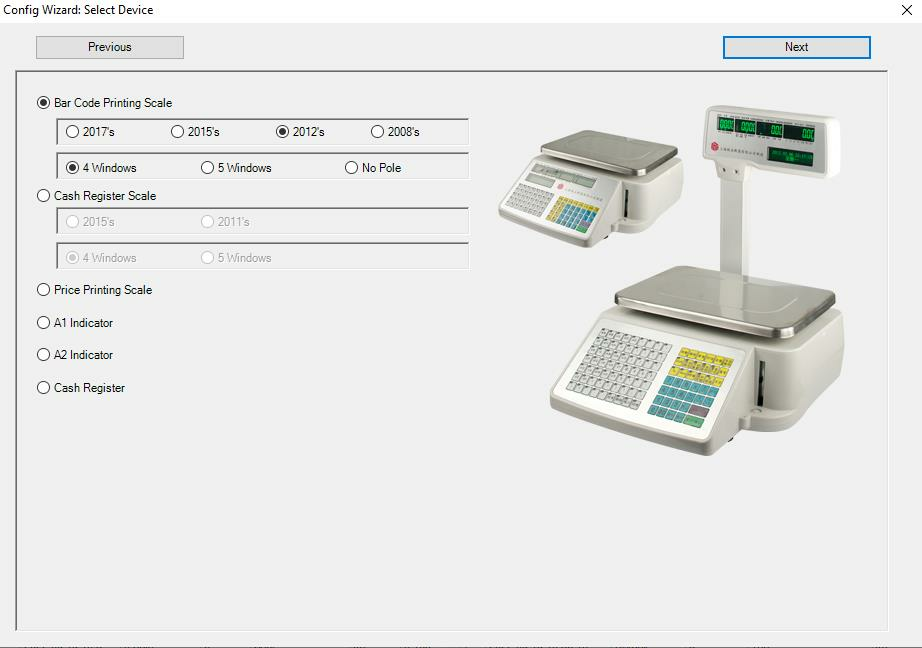 Config Wizard: Select Device
Previous
Next
Bar Code Printing Scale
2017's 2015's 2012's 2008's
4 Windows 5 Windows No Pole
Cash Register Scale
2015's 2011's
4 Windows 5 Windows
Price Printing Scale
A1 Indicator
A2 Indicator
Cash Register